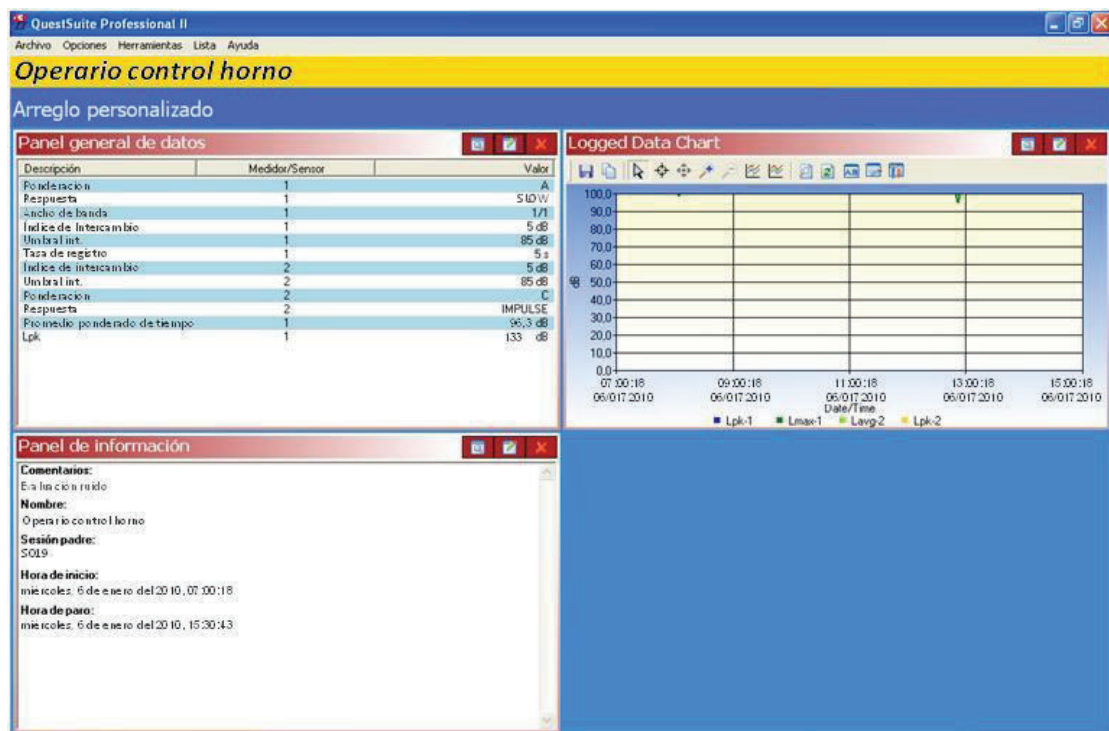 QuestSuite Professional II
Archivo Opciones Herramientas Lista Ayuda
Operario control horno
Arreglo personalizado
Panel general de datos
Descripción Medidor/Sensor Valor
Ponderacion 1 A
Respuesta 1 SLOW
Ancho de banda 1 1/1
Índice de Intercambio 1 5 dB
Umbral int. 1 85 dB
Tasa de registro 1 5 s
Índice de intercambio 2 5 dB
Umbral int. 2 85 dB
Ponderacion 2 C
Respuesta 2 IMPULSE
Promedio ponderado de tiempo 1 96,3 dB
Lpk 1 133 dB
Logged Data Chart
100,0
90,0
80,0
70,0
60,0
50,0
40,0
30,0
20,0
10,0
0,0
dB
07:00:18 09:00:18 11:00:18 13:00:18 15:00:18
06/017 2010 06/017 2010 06/017 2010 06/017 2010 06/017 2010
Date/Time
Lpk-1 Lmax-1 Lavg-2 Lpk-2
Panel de información
Comentarios:
Evaluación ruido
Nombre:
Operario control horno
Sesión padre:
S019
Hora de inicio:
miércoles, 6 de enero del 2010, 07:00:18
Hora de paro:
miércoles, 6 de enero del 2010, 15:30:43